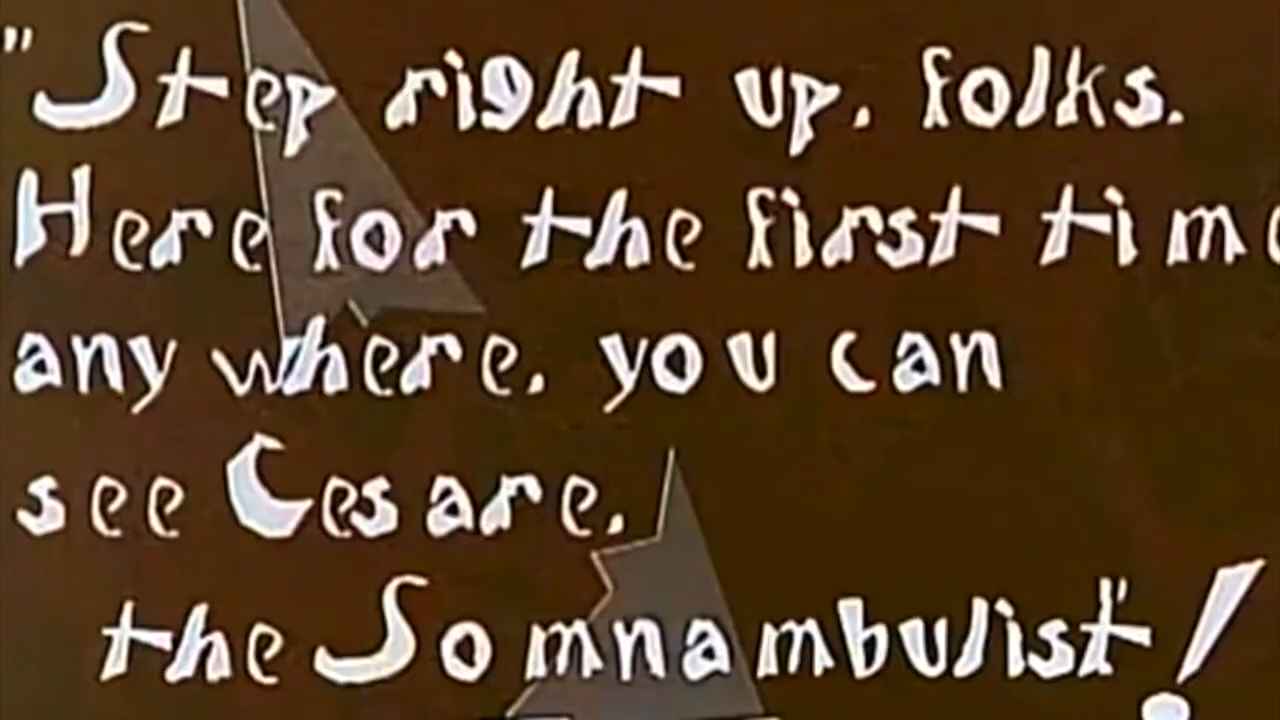 "Step right up, folks.
Here for the first time
any where, you can
see Cesare,
the Somnambulist"!